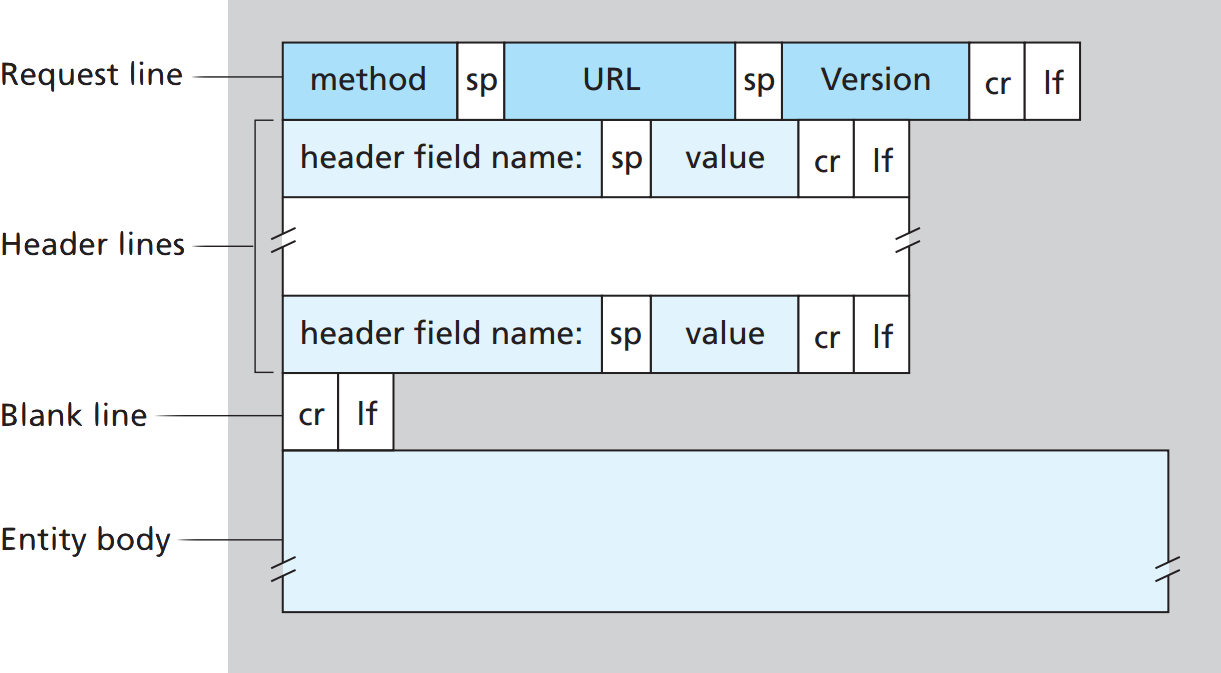 Request line
method sp URL sp Version cr lf
header field name: sp value cr lf
Header lines
header field name: sp value cr lf
Blank line
cr lf
Entity body